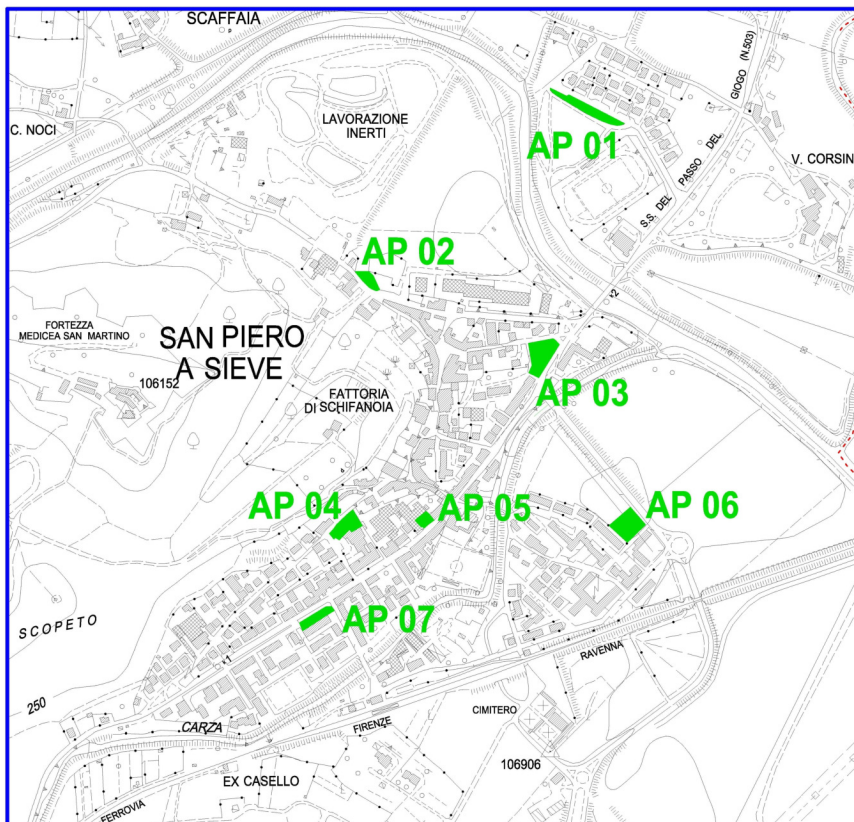 SCAFFAIA
GIOGO (N.503)
LAVORAZIONE
INERTI
C. NOCI
AP 01
PASSO DEL
V. CORSIN
S.S. DEL
AP 02
FORTEZZA
MEDICEA SAN MARTINO
SAN PIERO
A SIEVE
106152
FATTORIA
DI SCHIFANOIA
AP 03
AP 04
AP 05
AP 06
SCOPETO
AP 07
RAVENNA
250
CARZA
FIRENZE
CIMITERO
106906
EX CASELLO
FERROVIA